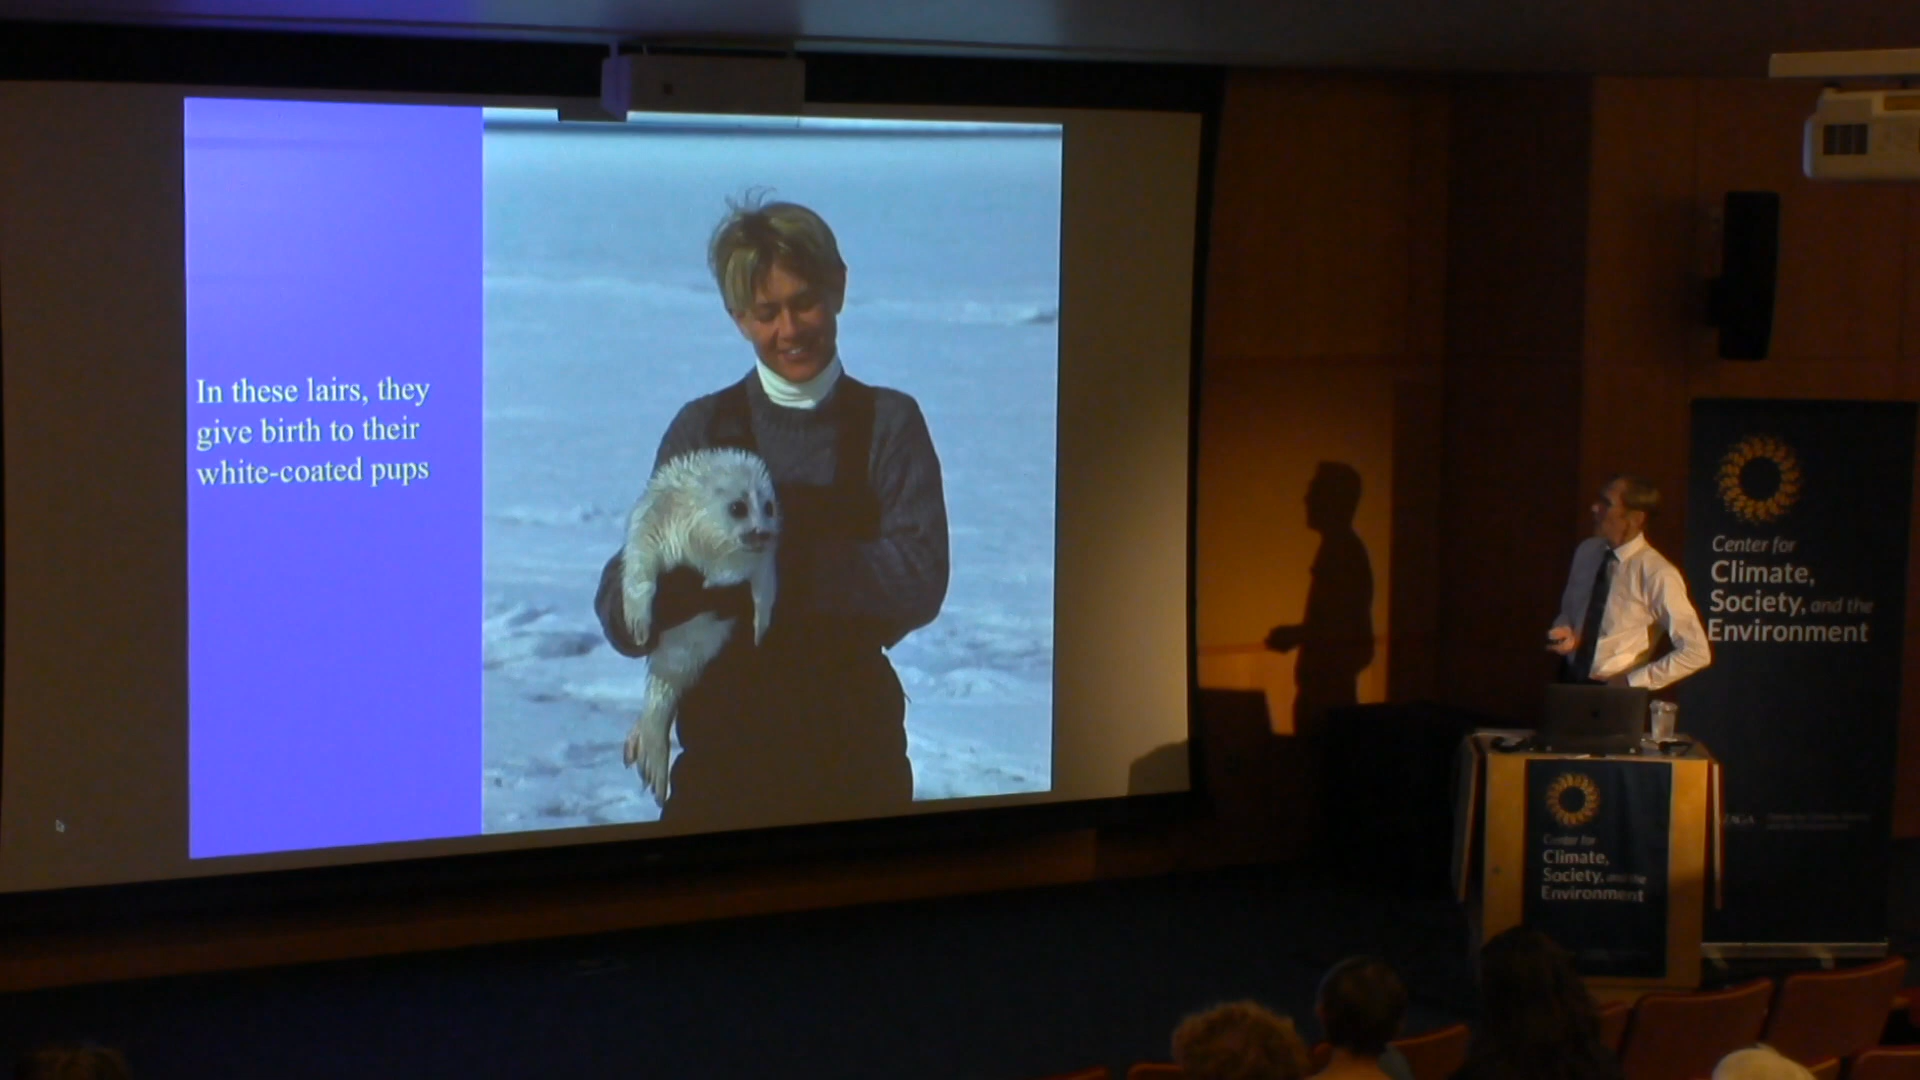 In these lairs, they
give birth to their
white-coated pups
Center for
Climate,
Society, and the
Environment
Center for
Climate,
Society, and the
Environment